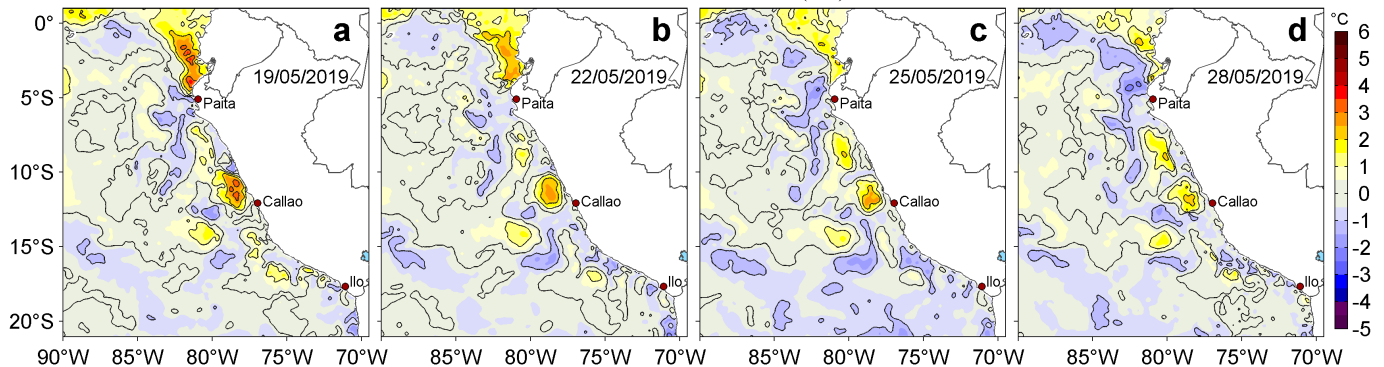 a
b
c
d
19/05/2019
22/05/2019
25/05/2019
28/05/2019
Paita
Paita
Paita
Paita
Callao
Callao
Callao
Callao
Ilo
Ilo
Ilo
Ilo
0°
5°S
10°S
15°S
20°S
90°W 85°W 80°W 75°W 70°W
85°W 80°W 75°W 70°W
85°W 80°W 75°W 70°W
85°W 80°W 75°W 70°W
°C
6
5
4
3
2
1
0
-1
-2
-3
-4
-5